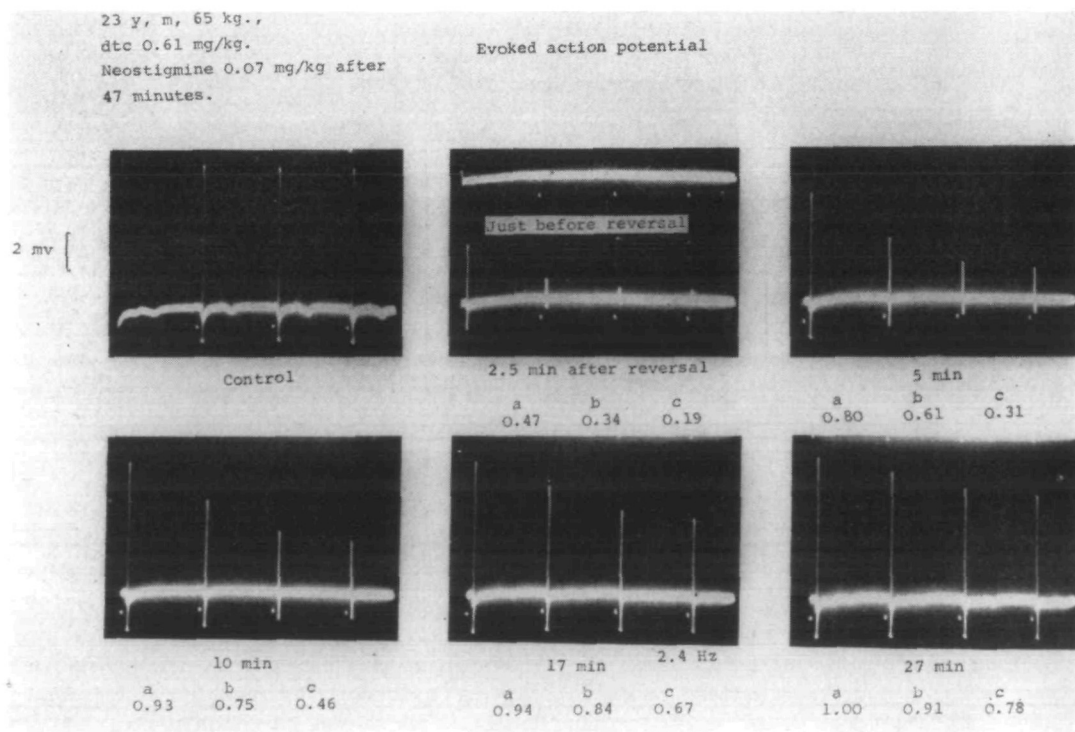 23 y, m, 65 kg.,
dtc 0.61 mg/kg.
Neostigmine 0.07 mg/kg after
47 minutes.
Evoked action potential
2 mv
Just before reversal
Control
2.5 min after reversal
5 min
a b c
0.47 0.34 0.19
a b c
0.80 0.61 0.31
10 min
17 min
2.4 Hz
27 min
a b c
0.93 0.75 0.46
a b c
0.94 0.84 0.67
a b c
1.00 0.91 0.78